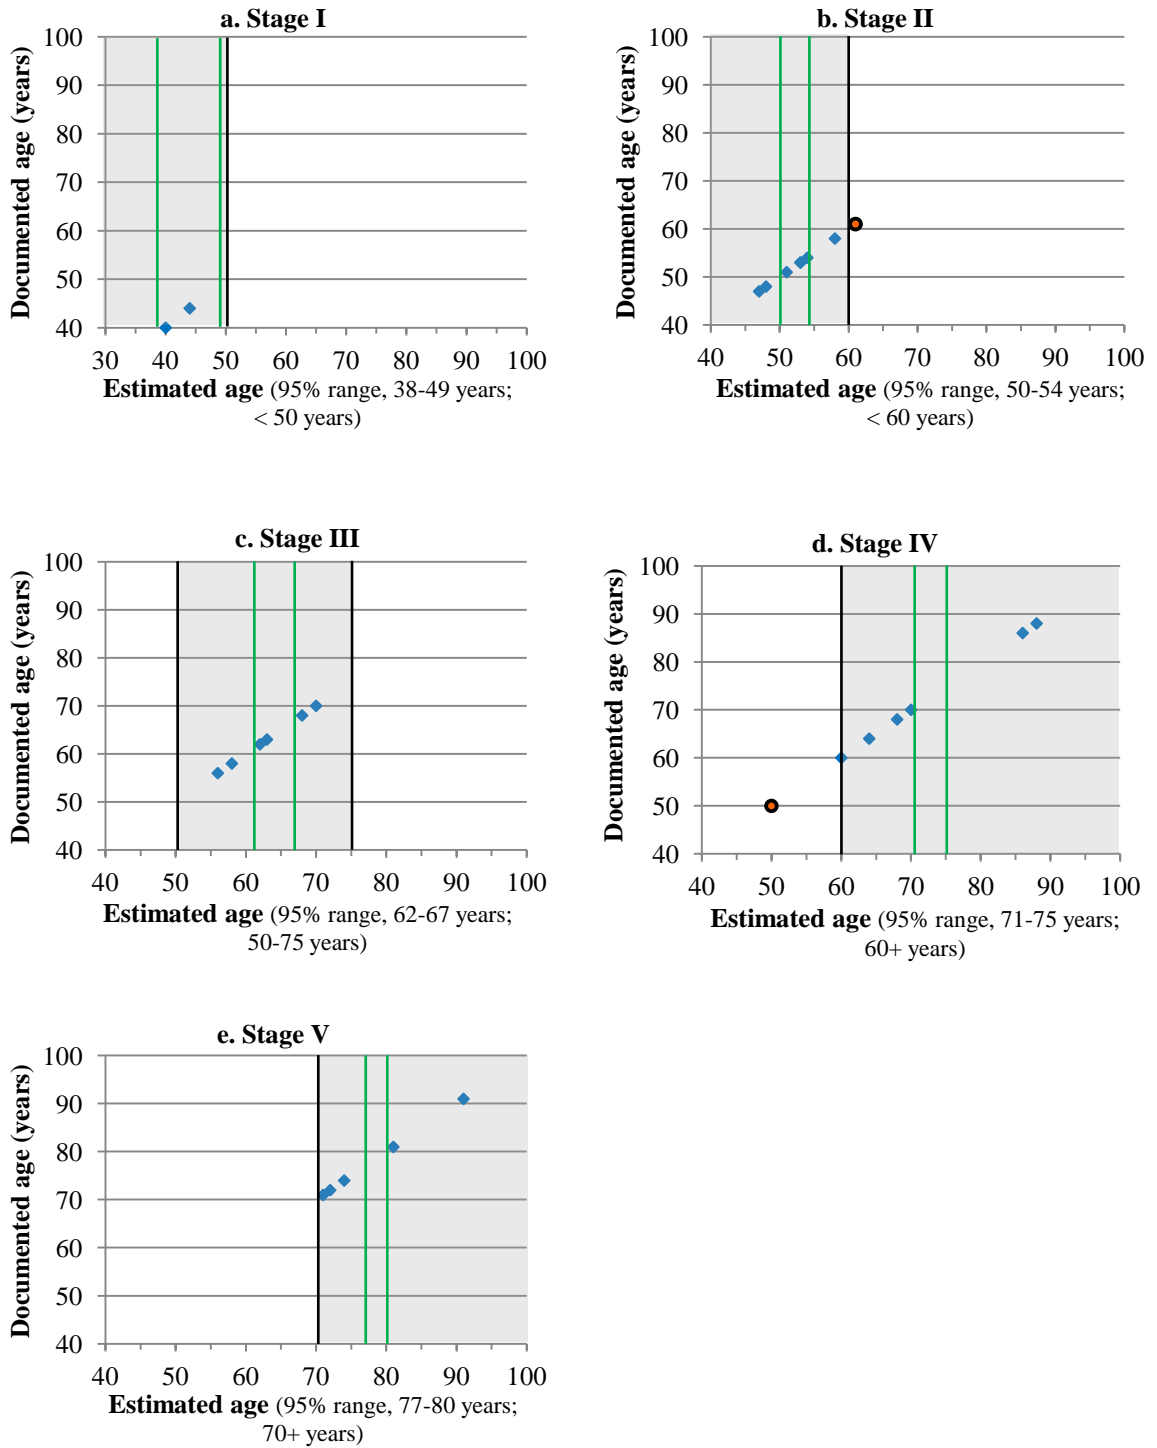 a. Stage I
Documented age (years)
100
90
80
70
60
50
40
30 40 50 60 70 80 90 100
Estimated age (95% range, 38-49 years;
< 50 years)
b. Stage II
Documented age (years)
100
90
80
70
60
50
40
40 50 60 70 80 90 100
Estimated age (95% range, 50-54 years;
< 60 years)
c. Stage III
Documented age (years)
100
90
80
70
60
50
40
40 50 60 70 80 90 100
Estimated age (95% range, 62-67 years;
50-75 years)
d. Stage IV
Documented age (years)
100
90
80
70
60
50
40
40 50 60 70 80 90 100
Estimated age (95% range, 71-75 years;
60+ years)
e. Stage V
Documented age (years)
100
90
80
70
60
50
40
40 50 60 70 80 90 100
Estimated age (95% range, 77-80 years;
70+ years)